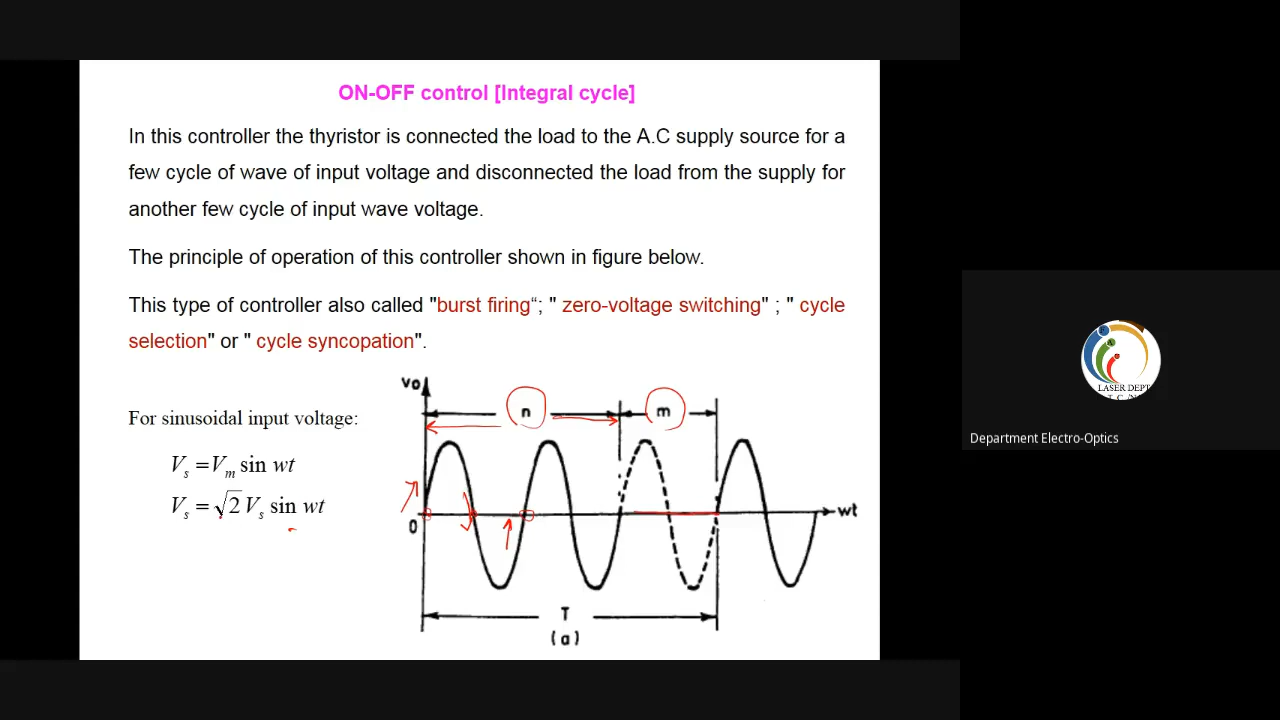 ON-OFF control [Integral cycle]
In this controller the thyristor is connected the load to the A.C supply source for a
few cycle of wave of input voltage and disconnected the load from the supply for
another few cycle of input wave voltage.
The principle of operation of this controller shown in figure below.
This type of controller also called "burst firing“; " zero-voltage switching" ; " cycle
selection" or " cycle syncopation".
For sinusoidal input voltage:
Vs =Vm sin wt
Vs = √2 Vs sin wt
vo
n
m
0
wt
T
(a)
LASER DEPT
Department Electro-Optics